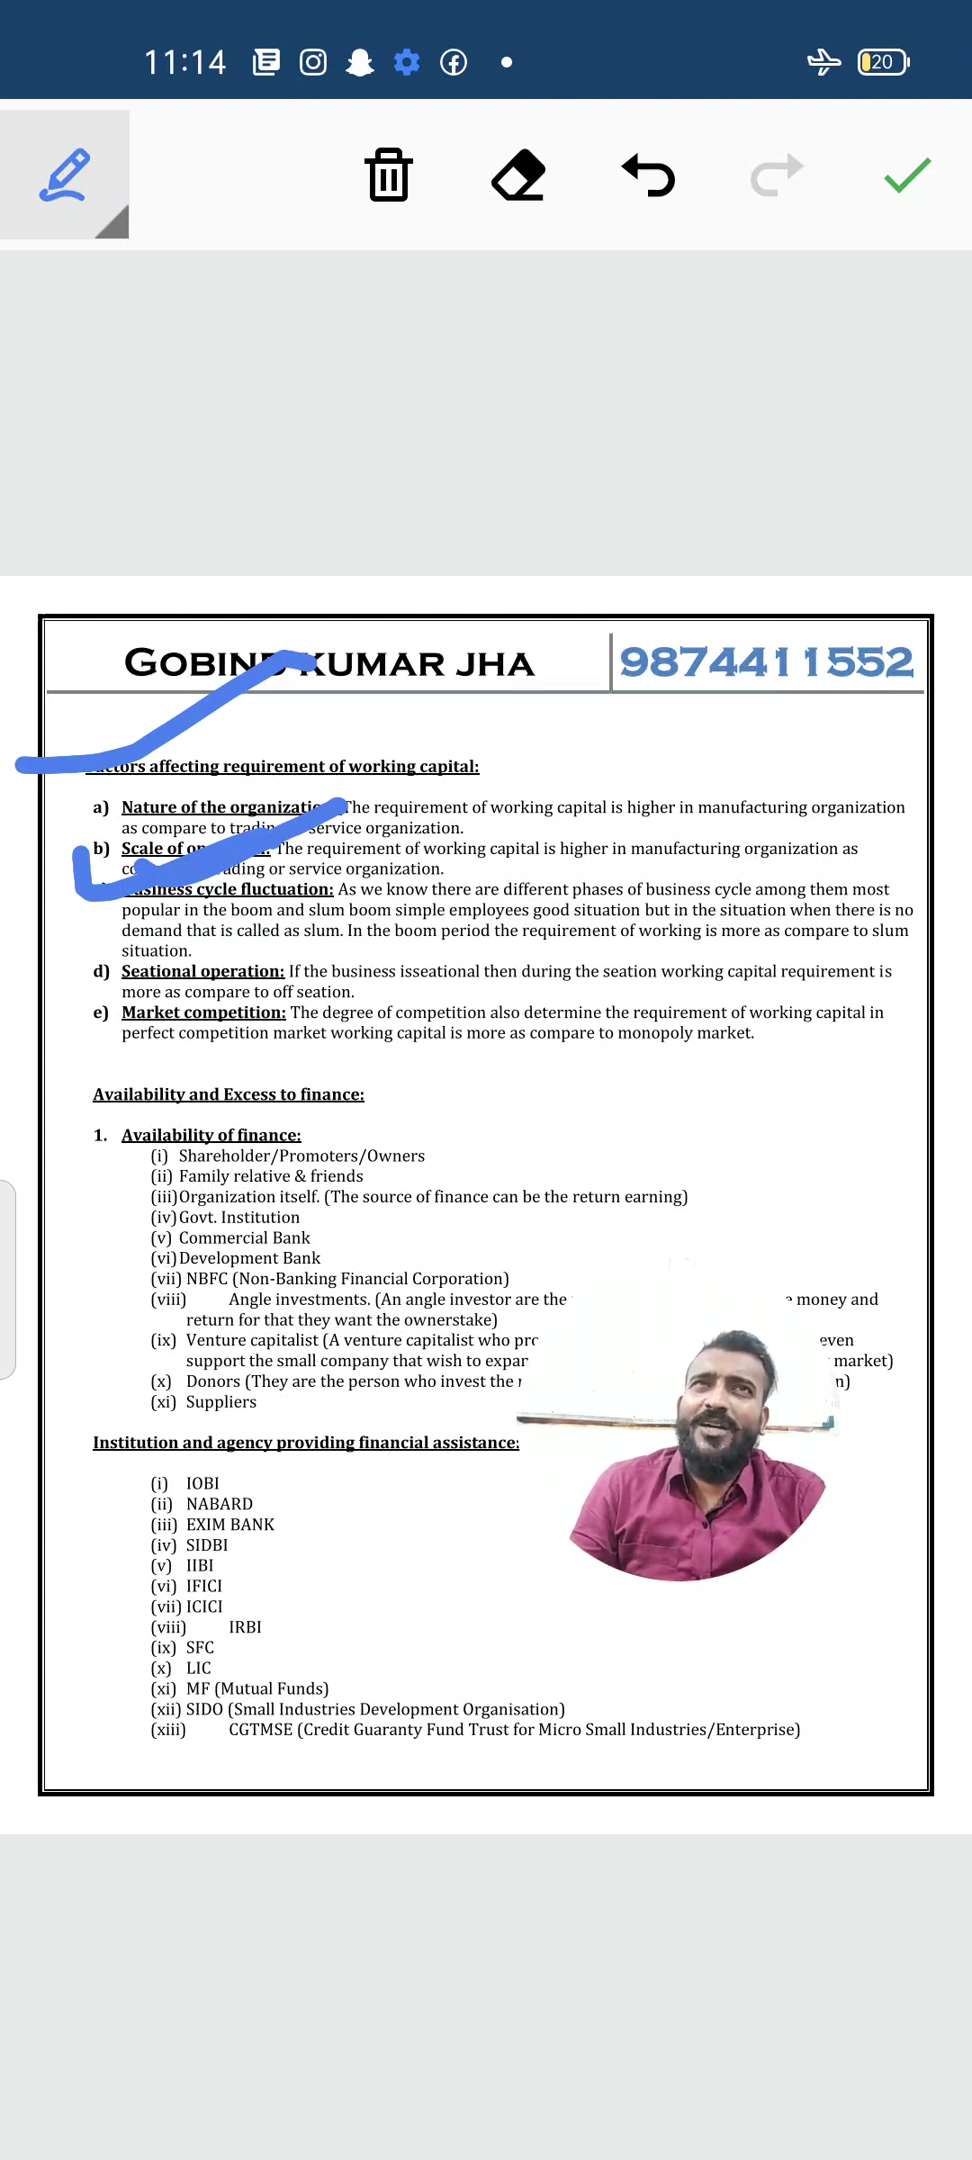 11:14
20
GOBIND KUMAR JHA
9874411552
affecting requirement of working capital:
a) Nature of the The requirement of working capital is higher in manufacturing organization
as compare to service organization.
b) Scale of The requirement of working capital is higher in manufacturing organization as
or service organization.
cycle fluctuation: As we know there are different phases of business cycle among them most
popular in the boom and slum boom simple employees good situation but in the situation when there is no
demand that is called as slum. In the boom period the requirement of working is more as compare to slum
situation.
d) Seational operation: If the business isseational then during the seation working capital requirement is
more as compare to off seation.
e) Market competition: The degree of competition also determine the requirement of working capital in
perfect competition market working capital is more as compare to monopoly market.
Availability and Excess to finance:
1. Availability of finance:
(i) Shareholder/Promoters/Owners
(ii) Family relative & friends
(iii)Organization itself. (The source of finance can be the return earning)
(iv)Govt. Institution
(v) Commercial Bank
(vi)Development Bank
(vii) NBFC (Non-Banking Financial Corporation)
(viii) Angle investments. (An angle investor are the money and
return for that they want the ownerstake)
(ix) Venture capitalist (A venture capitalist who even
support the small company that wish to market)
(x) Donors (They are the person who invest the
(xi) Suppliers
Institution and agency providing financial assistance:
(i) IOBI
(ii) NABARD
(iii) EXIM BANK
(iv) SIDBI
(v) IIBI
(vi) IFICI
(vii) ICICI
(viii) IRBI
(ix) SFC
(x) LIC
(xi) MF (Mutual Funds)
(xii) SIDO (Small Industries Development Organisation)
(xiii) CGTMSE (Credit Guaranty Fund Trust for Micro Small Industries/Enterprise)